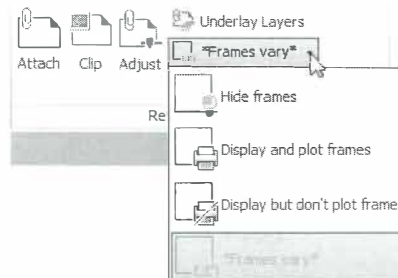 Underlay Layers
*Frames vary*
Attach Clip Adjust
Hide frames
Re
Display and plot frames
Display but don't plot frame
*Frames vary*